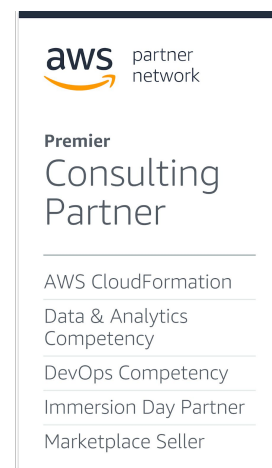 aws partner
network
Premier
Consulting
Partner
AWS CloudFormation
Data & Analytics
Competency
DevOps Competency
Immersion Day Partner
Marketplace Seller